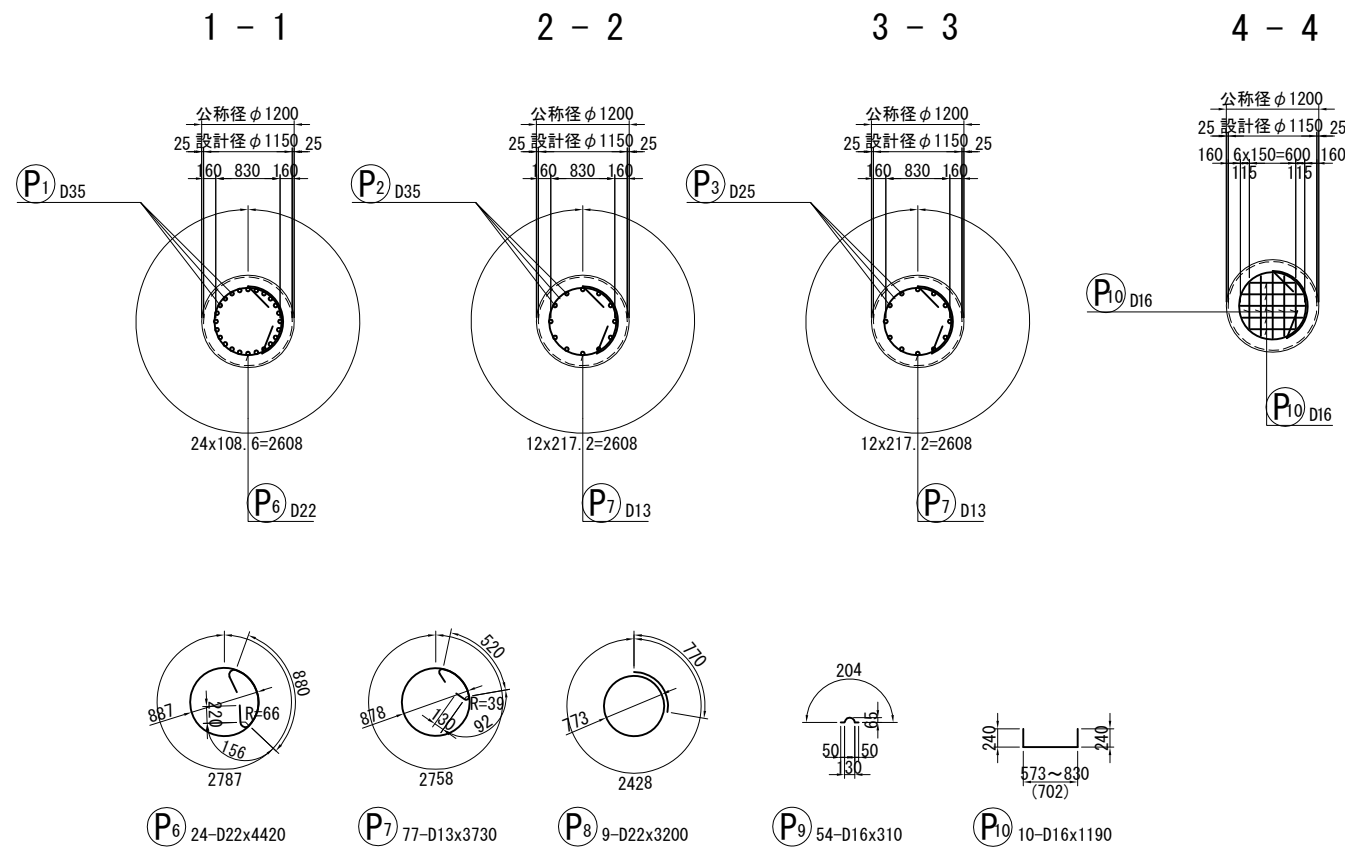 1 - 1
2 - 2
3 - 3
4 - 4
公称径φ1200
25 設計径φ1150 25
160 830 160
P1 D35
24x108.6=2608
P6 D22
公称径φ1200
25 設計径φ1150 25
160 830 160
P2 D35
12x217.2=2608
P7 D13
公称径φ1200
25 設計径φ1150 25
160 830 160
P3 D25
12x217.2=2608
P7 D13
公称径φ1200
25 設計径φ1150 25
160 6x150=600 160
115 115
P10 D16
P10 D16
880
887
220
R=66
156
2787
P6 24-D22x4420
520
878
R=39
130
92
2758
P7 77-D13x3730
770
773
2428
P8 9-D22x3200
204
65
50 50
130
P9 54-D16x310
240 240
573～830
(702)
P10 10-D16x1190